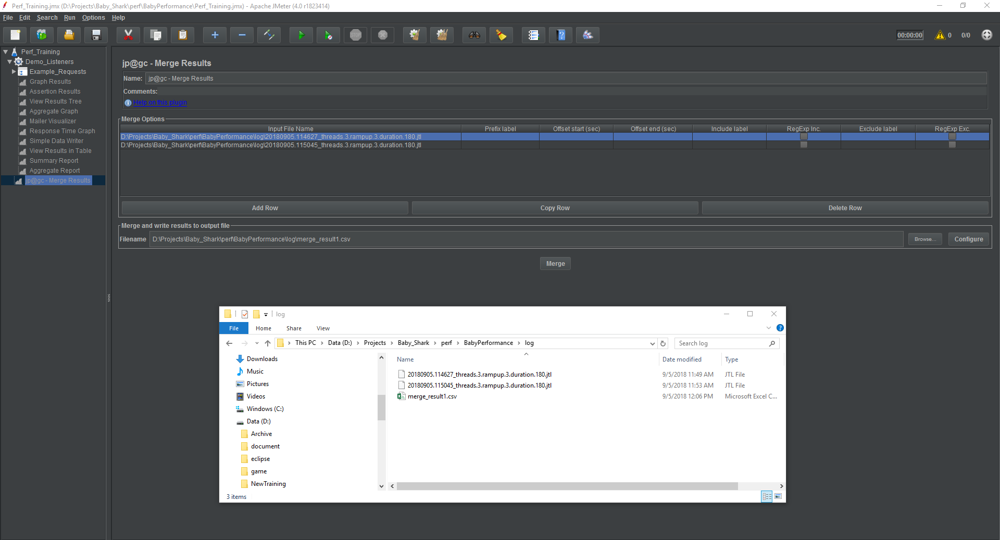 Perf_Training.jmx (D:\Projects\Baby_Shark\perf\BabyPerformance\Perf_Training.jmx) - Apache JMeter (4.0 r1823414)
File Edit Search Run Options Help
STOP
00:00:00 0 0/0
Perf_Training
Demo_Listeners
Example_Requests
Graph Results
Assertion Results
View Results Tree
Aggregate Graph
Mailer Visualizer
Response Time Graph
Simple Data Writer
View Results in Table
Summary Report
Aggregate Report
jp@gc - Merge Results
jp@gc - Merge Results
Name: jp@gc - Merge Results
Comments:
Help on this plugin
Merge Options
Input File Name Prefix label Offset start (sec) Offset end (sec) Include label RegExp Inc. Exclude label RegExp Exc.
D:\Projects\Baby_Shark\perf\BabyPerformance\log\20180905.114627_threads.3.rampup.3.duration.180.jtl
D:\Projects\Baby_Shark\perf\BabyPerformance\log\20180905.115045_threads.3.rampup.3.duration.180.jtl
Add Row Copy Row Delete Row
Merge and write results to output file
Filename D:\Projects\Baby_Shark\perf\BabyPerformance\log\merge_result1.csv Browse... Configure
Merge
log
File Home Share View
This PC > Data (D:) > Projects > Baby_Shark > perf > BabyPerformance > log Search log
Downloads
Music
Pictures
Videos
Windows (C:)
Data (D:)
Archive
document
eclipse
game
NewTraining
Name Date modified Type
20180905.114627_threads.3.rampup.3.duration.180.jtl 9/5/2018 11:49 AM JTL File
20180905.115045_threads.3.rampup.3.duration.180.jtl 9/5/2018 11:53 AM JTL File
merge_result1.csv 9/5/2018 12:06 PM Microsoft Excel C...
3 items